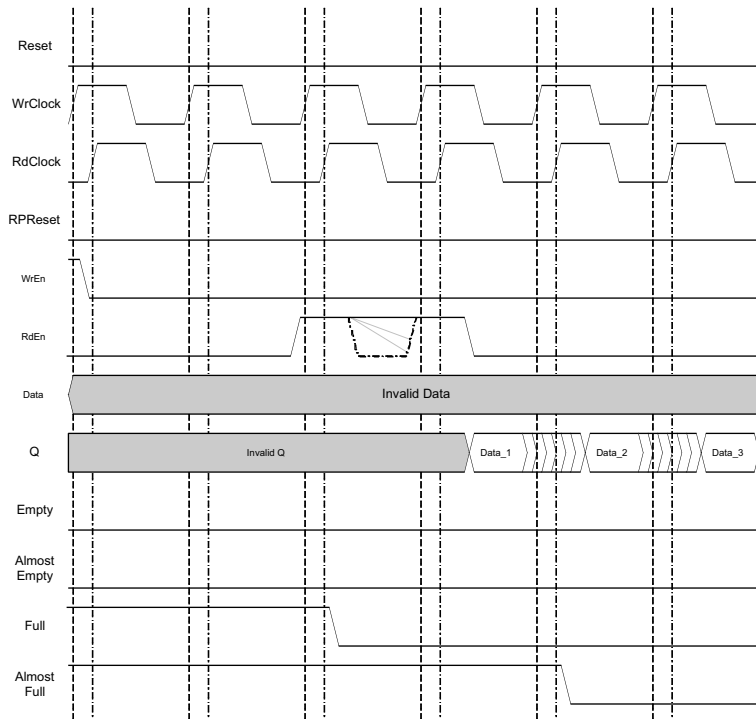 Reset
WrClock
RdClock
RPReset
WrEn
RdEn
Data
Invalid Data
Q
Invalid Q
Data_1
Data_2
Data_3
Empty
Almost
Empty
Full
Almost
Full